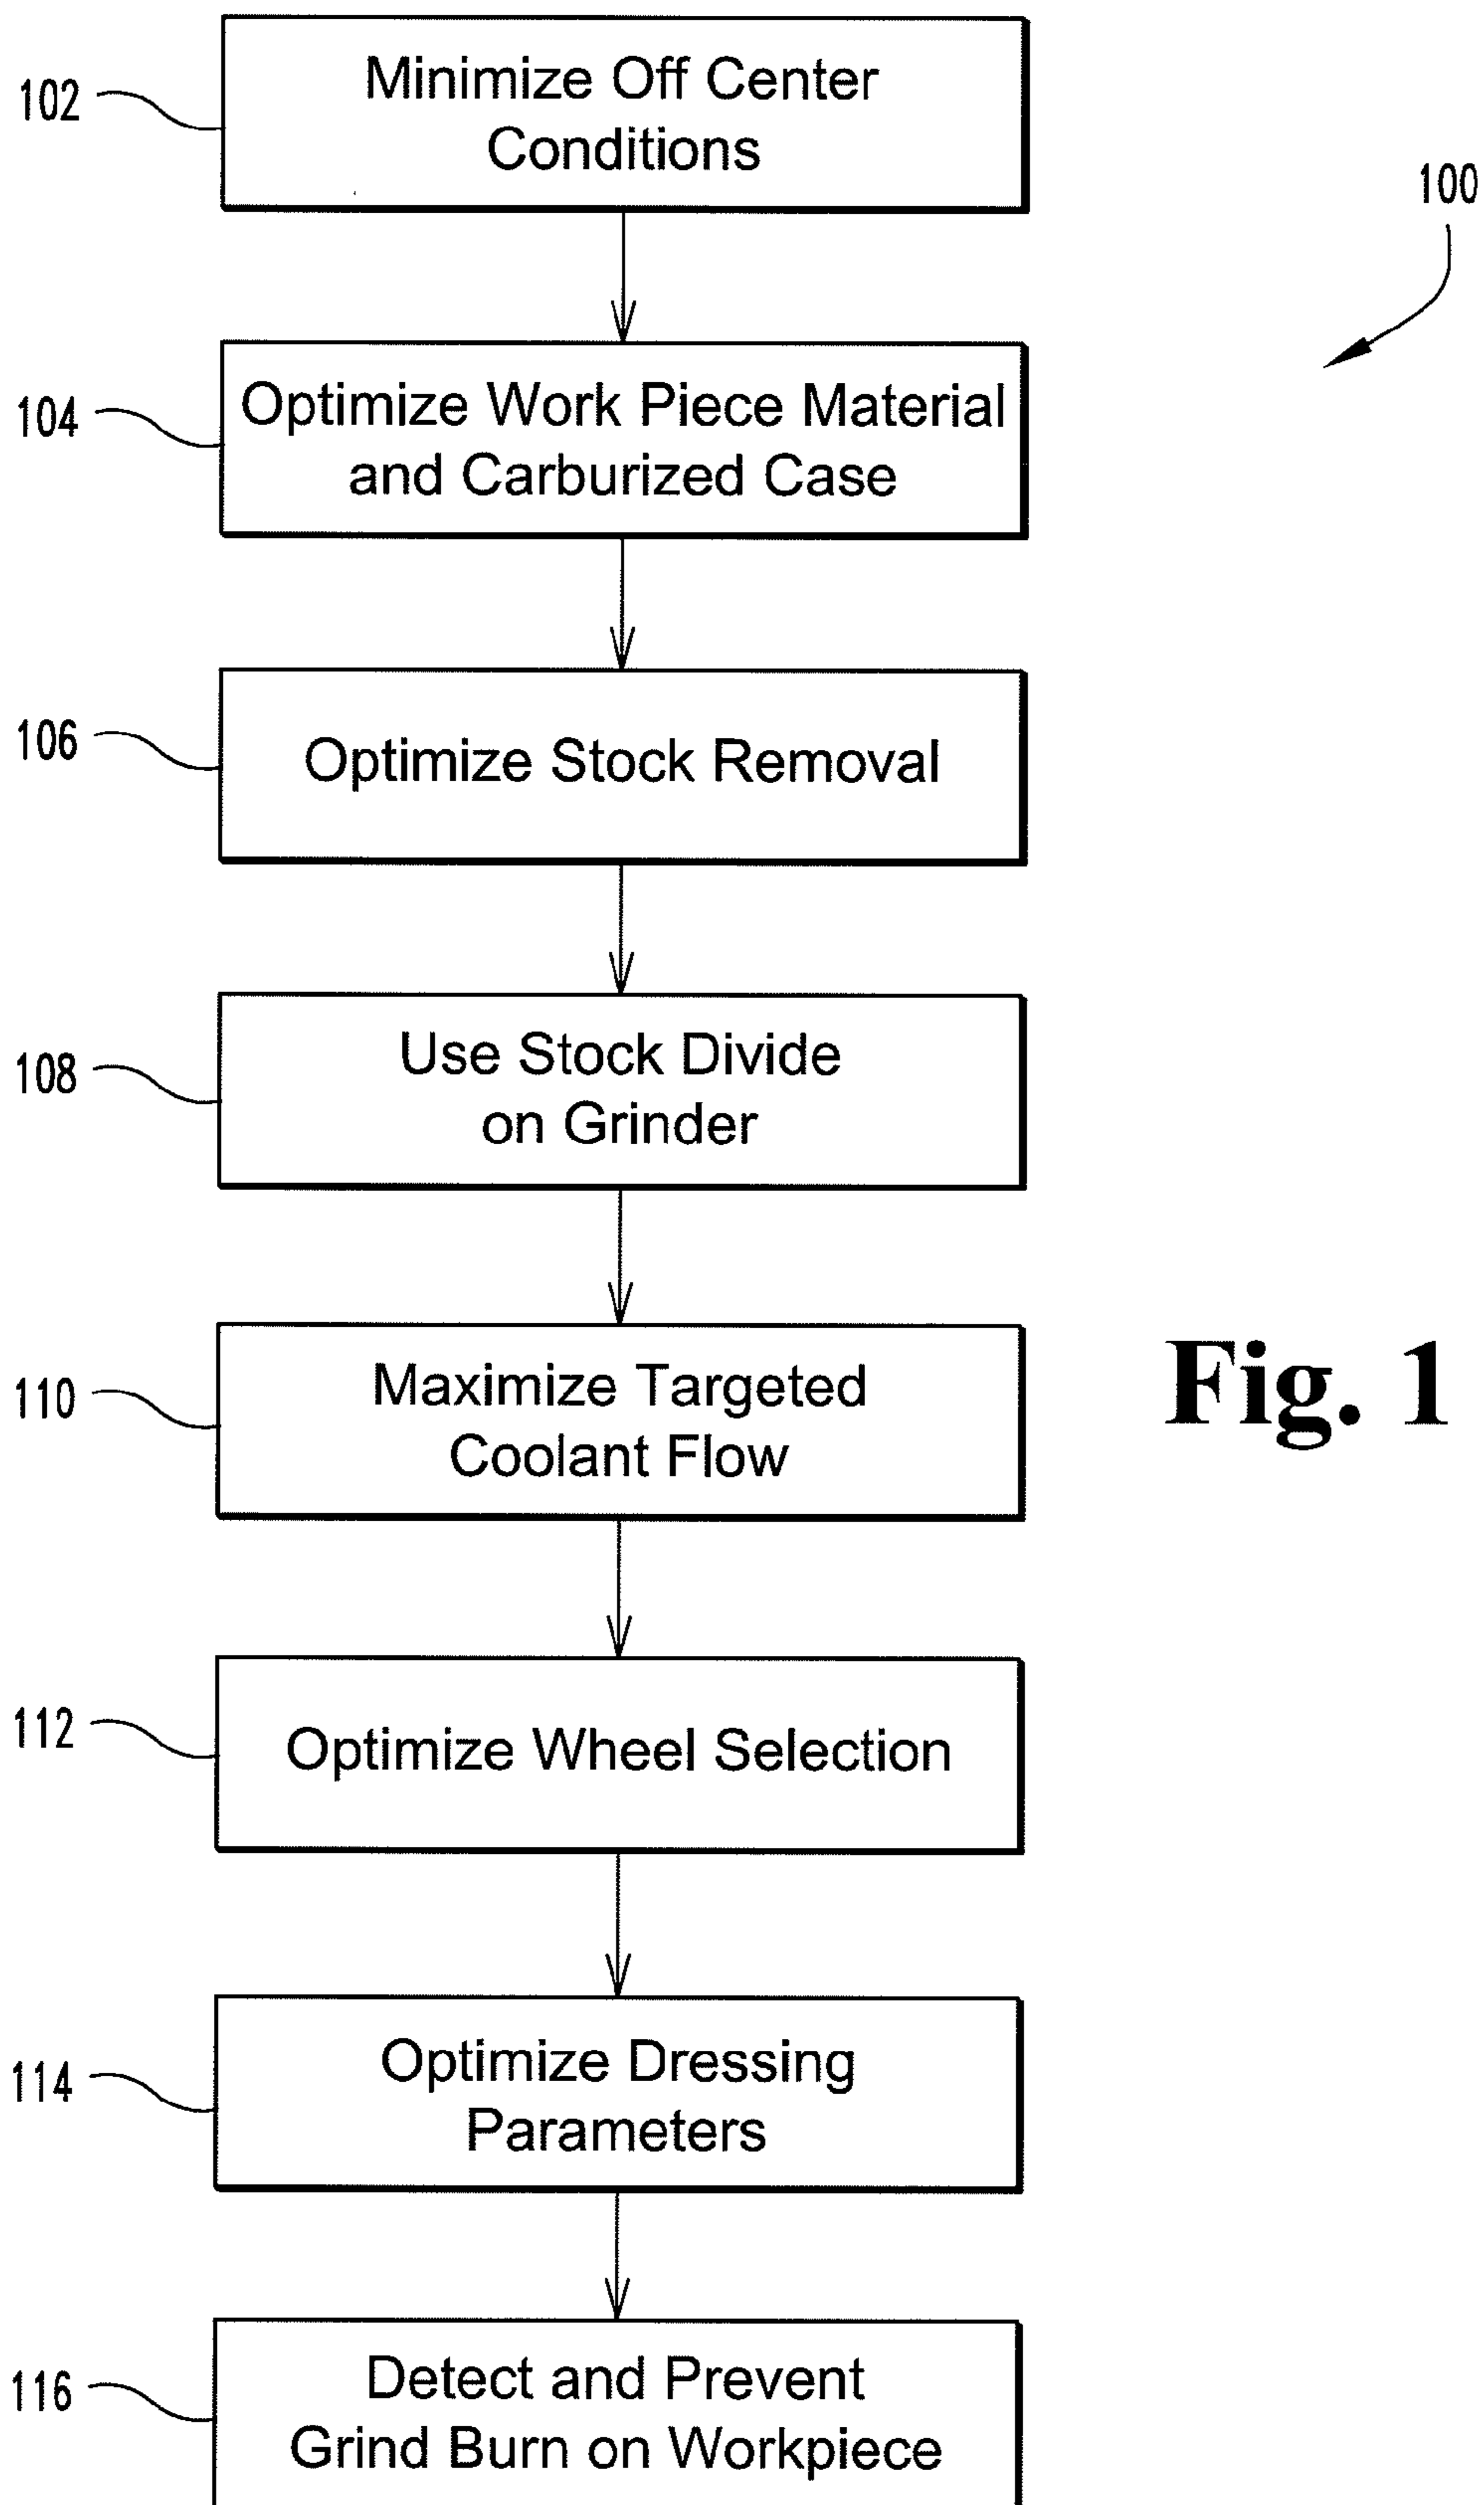 102
Minimize Off Center
Conditions
100
104
Optimize Work Piece Material
and Carburized Case
106
Optimize Stock Removal
108
Use Stock Divide
on Grinder
110
Maximize Targeted
Coolant Flow
Fig. 1
112
Optimize Wheel Selection
114
Optimize Dressing
Parameters
116
Detect and Prevent
Grind Burn on Workpiece